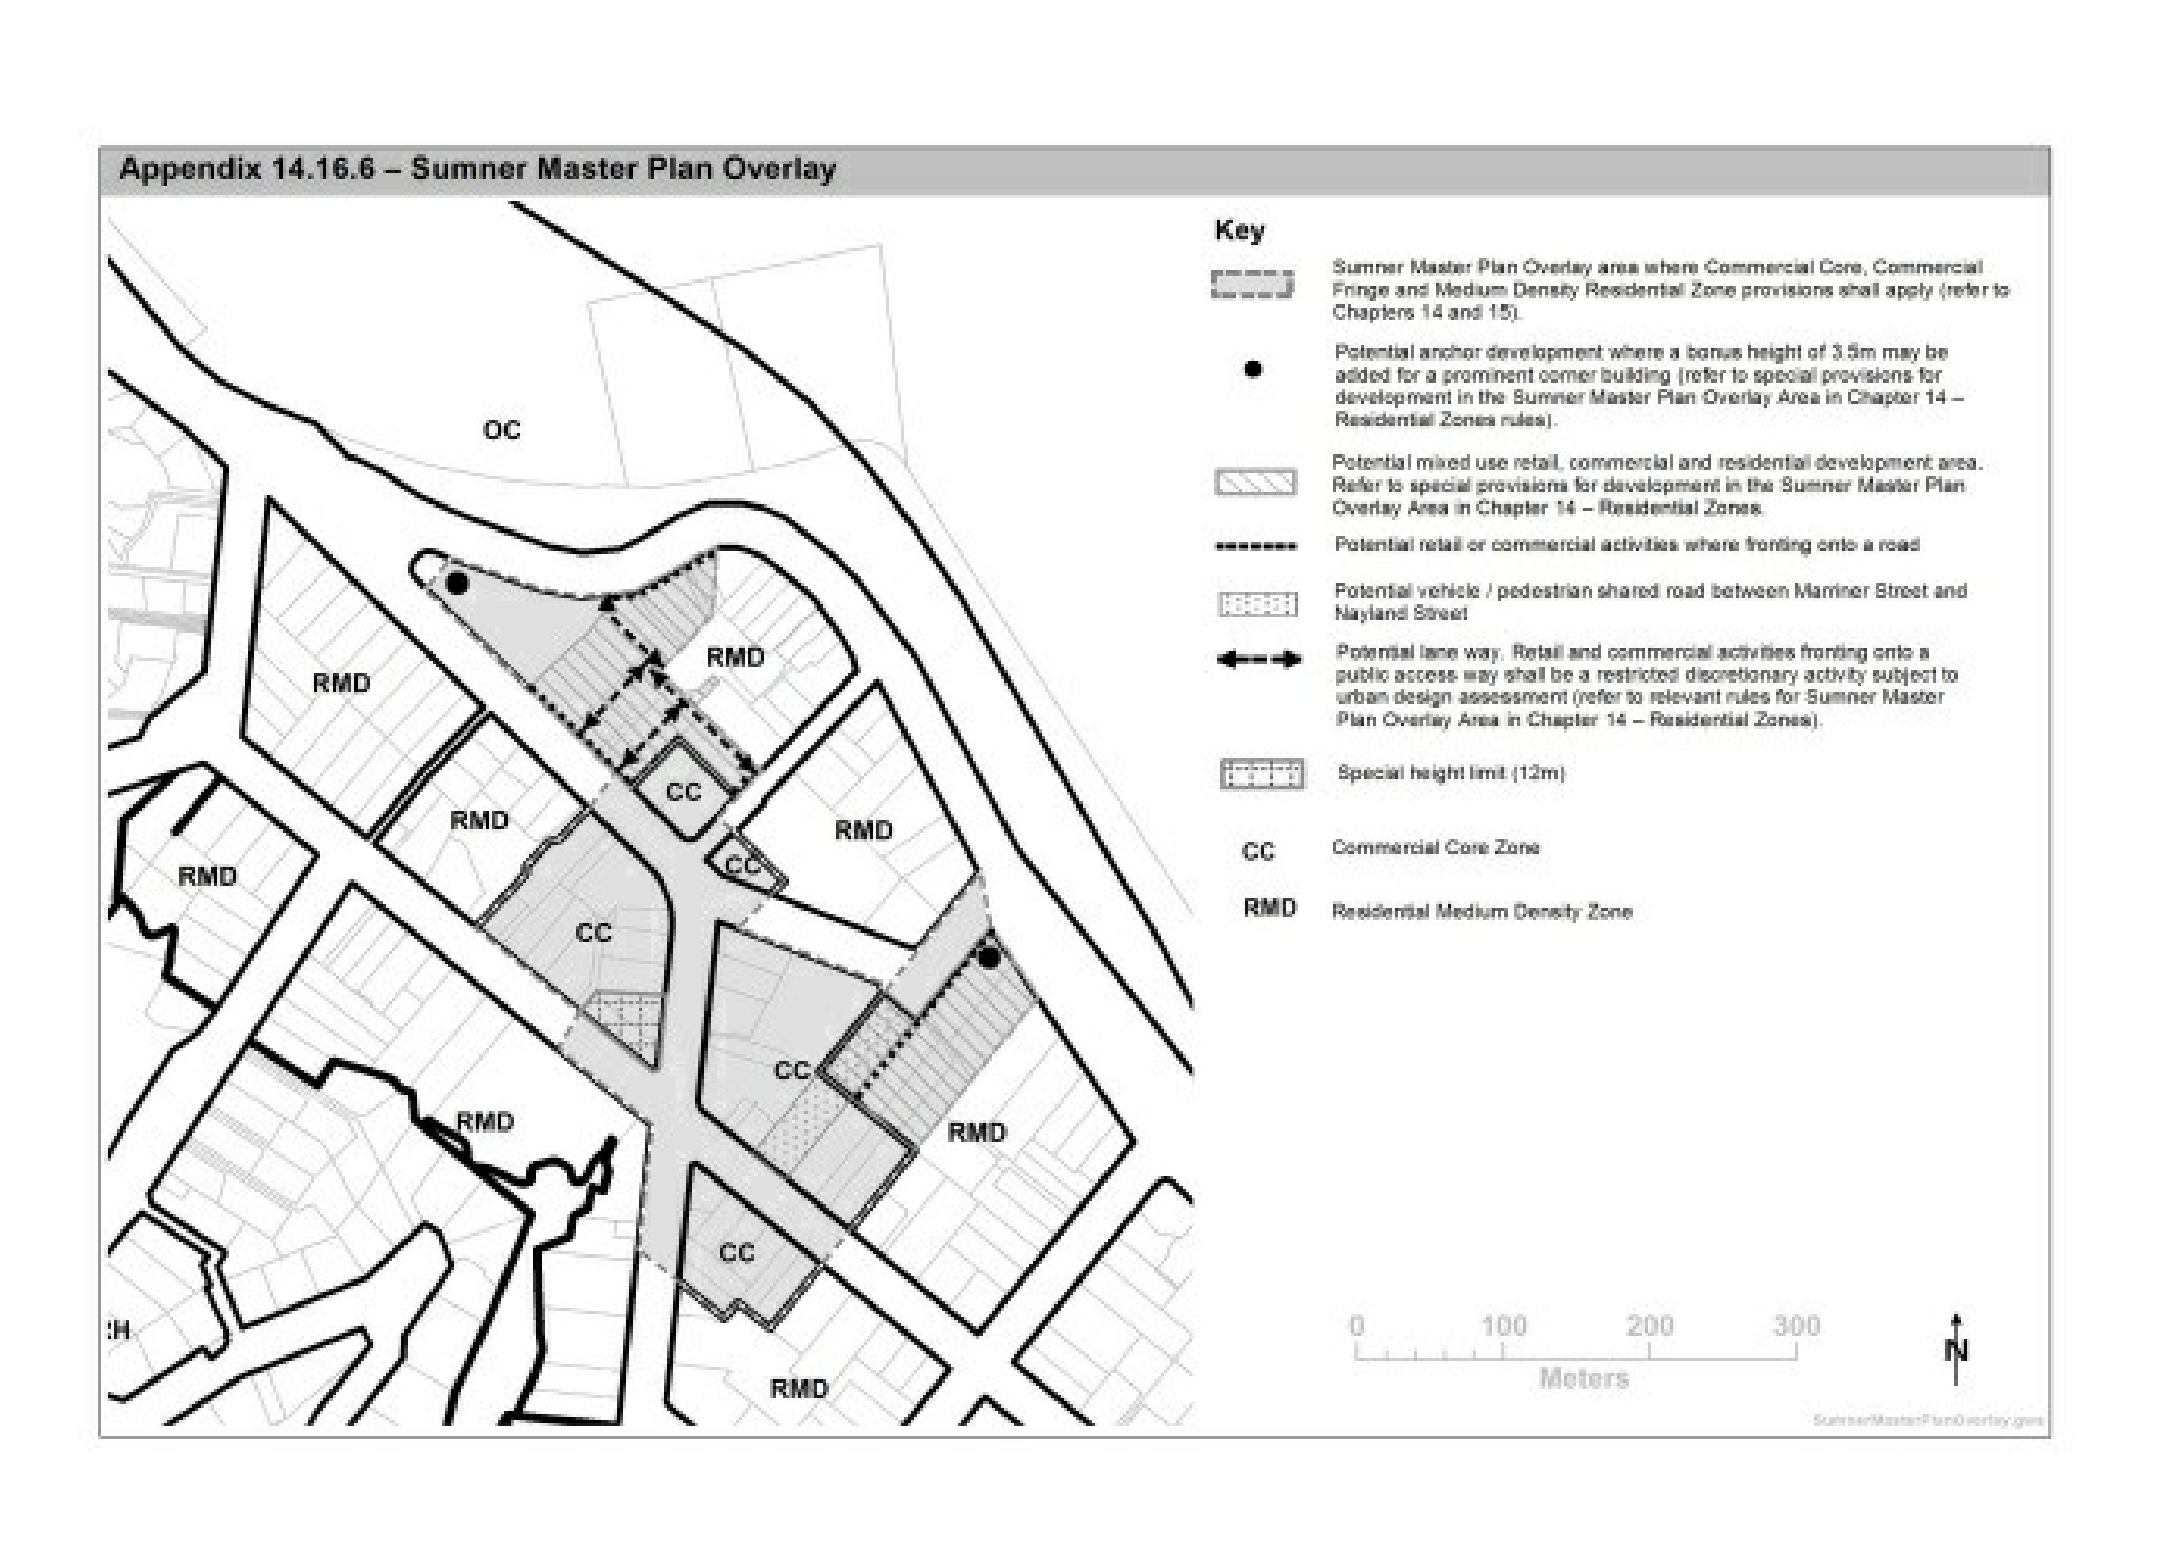 Appendix 14.16.6 – Sumner Master Plan Overlay
Key
Sumner Master Plan Overlay area where Commercial Core, Commercial
Fringe and Medium Density Residential Zone provisions shall apply (refer to
Chapters 14 and 15).
Potential anchor development where a bonus height of 3.5m may be
added for a prominent corner building (refer to special provisions for
development in the Sumner Master Plan Overlay Area in Chapter 14 –
Residential Zones rules).
Potential mixed use retail, commercial and residential development area.
Refer to special provisions for development in the Sumner Master Plan
Overlay Area in Chapter 14 – Residential Zones.
Potential retail or commercial activities where fronting onto a road
Potential vehicle / pedestrian shared road between Marriner Street and
Nayland Street
Potential lane way. Retail and commercial activities fronting onto a
public access way shall be a restricted discretionary activity subject to
urban design assessment (refer to relevant rules for Sumner Master
Plan Overlay Area in Chapter 14 – Residential Zones).
Special height limit (12m)
CC Commercial Core Zone
RMD Residential Medium Density Zone
OC
RMD
RMD
CC
RMD
RMD
CC
RMD
CC
CC
RMD
RMD
CC
H
RMD
0 100 200 300
Meters
N
SumnerMasterPlanOverlay.gws